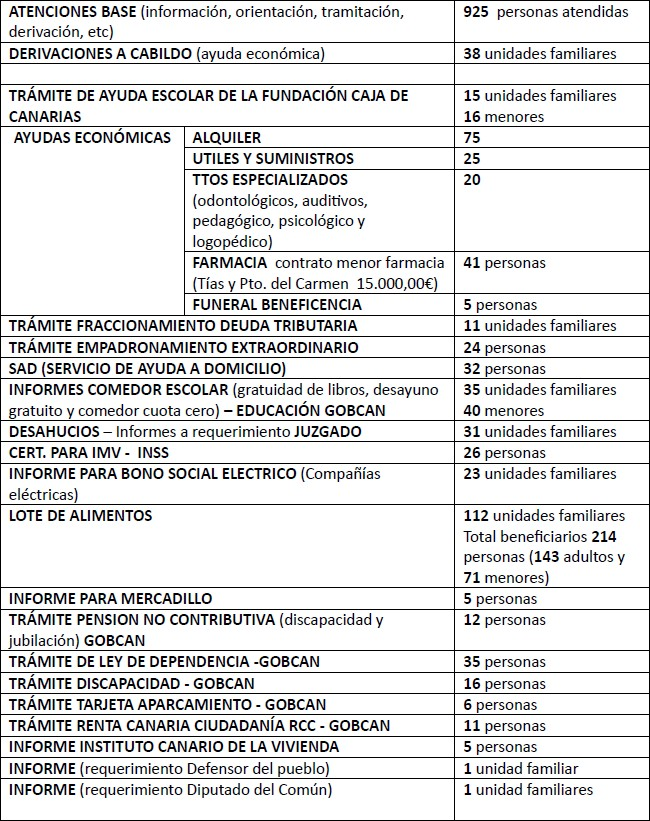 ATENCIONES BASE (información, orientación, tramitación, 925 personas atendidas
derivación, etc)
DERIVACIONES A CABILDO (ayuda económica) 38 unidades familiares
TRÁMITE DE AYUDA ESCOLAR DE LA FUNDACIÓN CAJA DE 15 unidades familiares
CANARIAS 16 menores
AYUDAS ECONÓMICAS ALQUILER 75
UTILES Y SUMINISTROS 25
TTOS ESPECIALIZADOS 20
(odontológicos, auditivos,
pedagógico, psicológico y
logopédico)
FARMACIA contrato menor farmacia 41 personas
(Tías y Pto. del Carmen 15.000,00€)
FUNERAL BENEFICENCIA 5 personas
TRÁMITE FRACCIONAMIENTO DEUDA TRIBUTARIA 11 unidades familiares
TRÁMITE EMPADRONAMIENTO EXTRAORDINARIO 24 personas
SAD (SERVICIO DE AYUDA A DOMICILIO) 32 personas
INFORMES COMEDOR ESCOLAR (gratuidad de libros, desayuno 35 unidades familiares
gratuito y comedor cuota cero) – EDUCACIÓN GOBCAN 40 menores
DESAHUCIOS – Informes a requerimiento JUZGADO 31 unidades familiares
CERT. PARA IMV - INSS 26 personas
INFORME PARA BONO SOCIAL ELECTRICO (Compañías 23 unidades familiares
eléctricas)
LOTE DE ALIMENTOS 112 unidades familiares
Total beneficiarios 214
personas (143 adultos y
71 menores)
INFORME PARA MERCADILLO 5 personas
TRÁMITE PENSION NO CONTRIBUTIVA (discapacidad y 12 personas
jubilación) GOBCAN
TRÁMITE DE LEY DE DEPENDENCIA -GOBCAN 35 personas
TRÁMITE DISCAPACIDAD - GOBCAN 16 personas
TRÁMITE TARJETA APARCAMIENTO - GOBCAN 6 personas
TRÁMITE RENTA CANARIA CIUDADANÍA RCC - GOBCAN 11 personas
INFORME INSTITUTO CANARIO DE LA VIVIENDA 5 personas
INFORME (requerimiento Defensor del pueblo) 1 unidad familiar
INFORME (requerimiento Diputado del Común) 1 unidad familiares